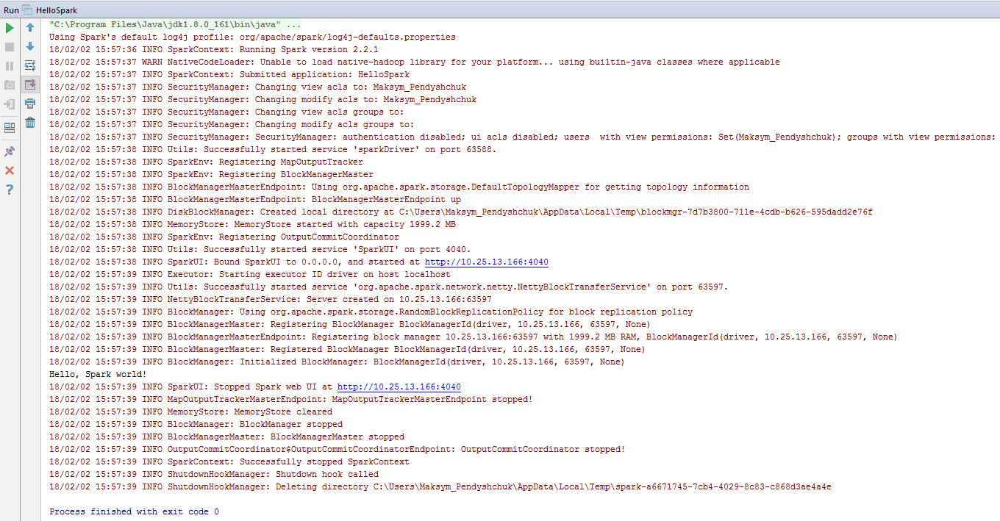 Run HelloSpark
"C:\Program Files\Java\jdk1.8.0_161\bin\java" ...
Using Spark's default log4j profile: org/apache/spark/log4j-defaults.properties
18/02/02 15:57:36 INFO SparkContext: Running Spark version 2.2.1
18/02/02 15:57:37 WARN NativeCodeLoader: Unable to load native-hadoop library for your platform... using builtin-java classes where applicable
18/02/02 15:57:37 INFO SparkContext: Submitted application: HelloSpark
18/02/02 15:57:37 INFO SecurityManager: Changing view acls to: Maksym_Pendyshchuk
18/02/02 15:57:37 INFO SecurityManager: Changing modify acls to: Maksym_Pendyshchuk
18/02/02 15:57:37 INFO SecurityManager: Changing view acls groups to:
18/02/02 15:57:37 INFO SecurityManager: Changing modify acls groups to:
18/02/02 15:57:37 INFO SecurityManager: SecurityManager: authentication disabled; ui acls disabled; users  with view permissions: Set(Maksym_Pendyshchuk); groups with view permissions:
18/02/02 15:57:38 INFO Utils: Successfully started service 'sparkDriver' on port 63588.
18/02/02 15:57:38 INFO SparkEnv: Registering MapOutputTracker
18/02/02 15:57:38 INFO SparkEnv: Registering BlockManagerMaster
18/02/02 15:57:38 INFO BlockManagerMasterEndpoint: Using org.apache.spark.storage.DefaultTopologyMapper for getting topology information
18/02/02 15:57:38 INFO BlockManagerMasterEndpoint: BlockManagerMasterEndpoint up
18/02/02 15:57:38 INFO DiskBlockManager: Created local directory at C:\Users\Maksym_Pendyshchuk\AppData\Local\Temp\blockmgr-7d7b3800-711e-4cdb-b626-595dadd2e76f
18/02/02 15:57:38 INFO MemoryStore: MemoryStore started with capacity 1999.2 MB
18/02/02 15:57:38 INFO SparkEnv: Registering OutputCommitCoordinator
18/02/02 15:57:38 INFO Utils: Successfully started service 'SparkUI' on port 4040.
18/02/02 15:57:38 INFO SparkUI: Bound SparkUI to 0.0.0.0, and started at http://10.25.13.166:4040
18/02/02 15:57:39 INFO Executor: Starting executor ID driver on host localhost
18/02/02 15:57:39 INFO Utils: Successfully started service 'org.apache.spark.network.netty.NettyBlockTransferService' on port 63597.
18/02/02 15:57:39 INFO NettyBlockTransferService: Server created on 10.25.13.166:63597
18/02/02 15:57:39 INFO BlockManager: Using org.apache.spark.storage.RandomBlockReplicationPolicy for block replication policy
18/02/02 15:57:39 INFO BlockManagerMaster: Registering BlockManager BlockManagerId(driver, 10.25.13.166, 63597, None)
18/02/02 15:57:39 INFO BlockManagerMasterEndpoint: Registering block manager 10.25.13.166:63597 with 1999.2 MB RAM, BlockManagerId(driver, 10.25.13.166, 63597, None)
18/02/02 15:57:39 INFO BlockManagerMaster: Registered BlockManager BlockManagerId(driver, 10.25.13.166, 63597, None)
18/02/02 15:57:39 INFO BlockManager: Initialized BlockManager: BlockManagerId(driver, 10.25.13.166, 63597, None)
Hello, Spark world!
18/02/02 15:57:39 INFO SparkUI: Stopped Spark web UI at http://10.25.13.166:4040
18/02/02 15:57:39 INFO MapOutputTrackerMasterEndpoint: MapOutputTrackerMasterEndpoint stopped!
18/02/02 15:57:39 INFO MemoryStore: MemoryStore cleared
18/02/02 15:57:39 INFO BlockManager: BlockManager stopped
18/02/02 15:57:39 INFO BlockManagerMaster: BlockManagerMaster stopped
18/02/02 15:57:39 INFO OutputCommitCoordinator$OutputCommitCoordinatorEndpoint: OutputCommitCoordinator stopped!
18/02/02 15:57:39 INFO SparkContext: Successfully stopped SparkContext
18/02/02 15:57:39 INFO ShutdownHookManager: Shutdown hook called
18/02/02 15:57:39 INFO ShutdownHookManager: Deleting directory C:\Users\Maksym_Pendyshchuk\AppData\Local\Temp\spark-a6671745-7cb4-4029-8c83-c868d3ae4a4e
Process finished with exit code 0